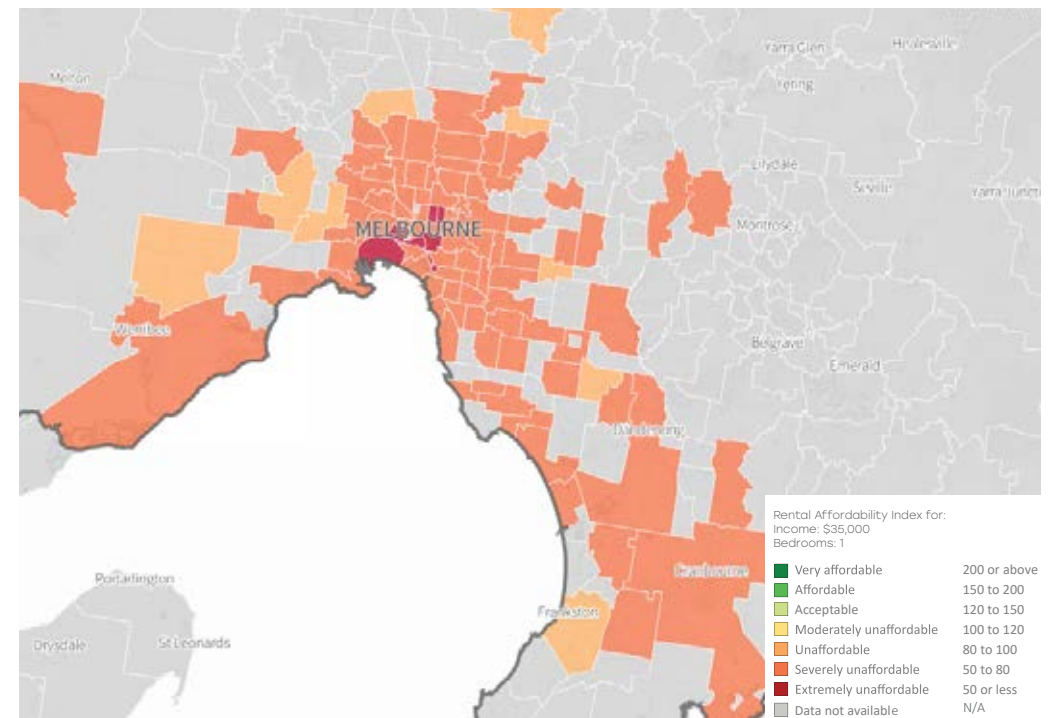 Yarra Glen
Healesville
Melton
Yering
Lilydale
Seville
Yarra Junct
Montrose
MELBOURNE
Werribee
Belgrave
Emerald
Dandenong
Cranbourne
Portarlington
Frankston
Drysdale
St Leonards
Rental Affordability Index for:
Income: $35,000
Bedrooms: 1
Very affordable 200 or above
Affordable 150 to 200
Acceptable 120 to 150
Moderately unaffordable 100 to 120
Unaffordable 80 to 100
Severely unaffordable 50 to 80
Extremely unaffordable 50 or less
Data not available N/A